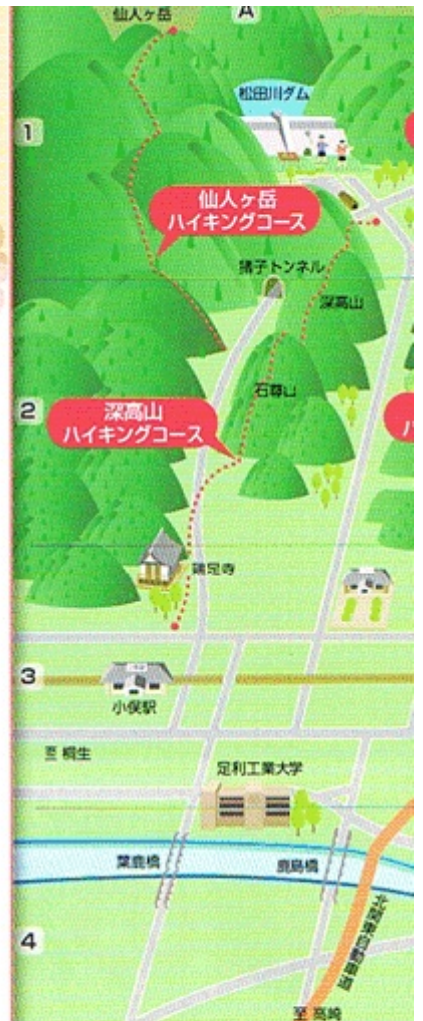 仙人ヶ岳
A
松田川ダム
1
仙人ヶ岳
ハイキングコース
猪子トンネル
深高山
石尊山
2
深高山
ハイキングコース
鶏足寺
3
小俣駅
至 桐生
足利工業大学
葉鹿橋
鹿島橋
北関東自動車道
4
至 高崎